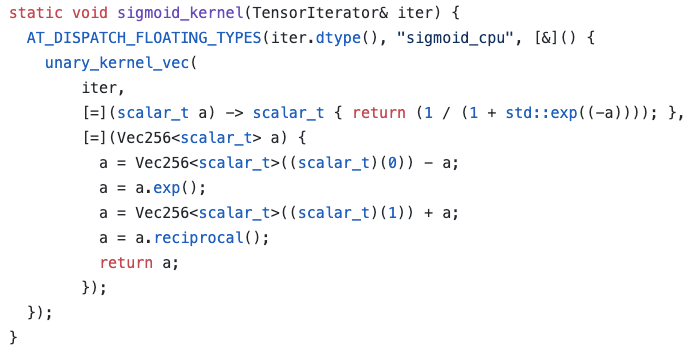 static void sigmoid_kernel(TensorIterator& iter) {
  AT_DISPATCH_FLOATING_TYPES(iter.dtype(), "sigmoid_cpu", [&]() {
    unary_kernel_vec(
        iter,
        [=](scalar_t a) -> scalar_t { return (1 / (1 + std::exp((-a)))); },
        [=](Vec256<scalar_t> a) {
          a = Vec256<scalar_t>((scalar_t)(0)) - a;
          a = a.exp();
          a = Vec256<scalar_t>((scalar_t)(1)) + a;
          a = a.reciprocal();
          return a;
        });
  });
}